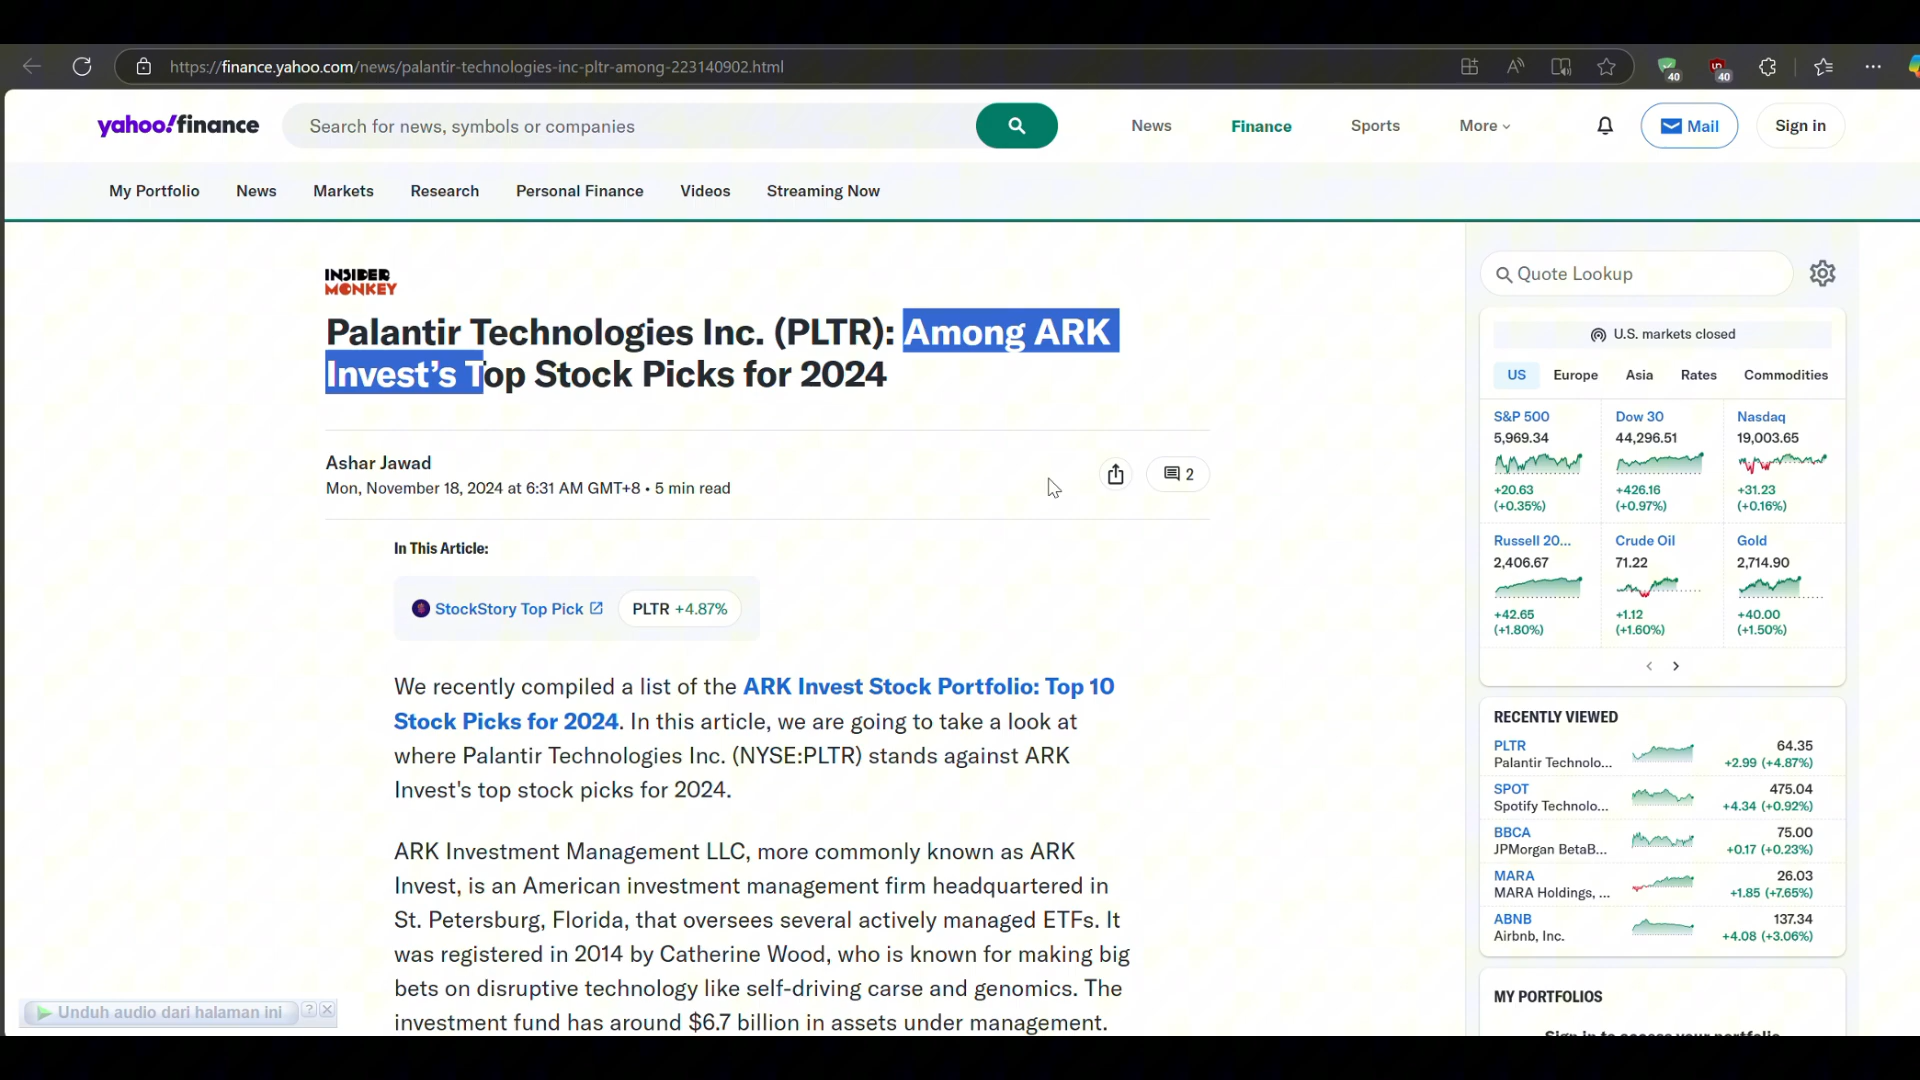 https://finance.yahoo.com/news/palantir-technologies-inc-pltr-among-223140902.html
40
40
yahoo!finance
Search for news, symbols or companies
News
Finance
Sports
More
Mail
Sign in
My Portfolio
News
Markets
Research
Personal Finance
Videos
Streaming Now
INSIDER
MONKEY
Palantir Technologies Inc. (PLTR): Among ARK
Invest’s Top Stock Picks for 2024
Ashar Jawad
Mon, November 18, 2024 at 6:31 AM GMT+8 • 5 min read
2
In This Article:
StockStory Top Pick
PLTR +4.87%
We recently compiled a list of the ARK Invest Stock Portfolio: Top 10
Stock Picks for 2024. In this article, we are going to take a look at
where Palantir Technologies Inc. (NYSE:PLTR) stands against ARK
Invest's top stock picks for 2024.
ARK Investment Management LLC, more commonly known as ARK
Invest, is an American investment management firm headquartered in
St. Petersburg, Florida, that oversees several actively managed ETFs. It
was registered in 2014 by Catherine Wood, who is known for making big
bets on disruptive technology like self-driving carse and genomics. The
investment fund has around $6.7 billion in assets under management.
Unduh audio dari halaman ini ? X
Quote Lookup
U.S. markets closed
US Europe Asia Rates Commodities
S&P 500
5,969.34
+20.63
(+0.35%)
Dow 30
44,296.51
+426.16
(+0.97%)
Nasdaq
19,003.65
+31.23
(+0.16%)
Russell 20...
2,406.67
+42.65
(+1.80%)
Crude Oil
71.22
+1.12
(+1.60%)
Gold
2,714.90
+40.00
(+1.50%)
RECENTLY VIEWED
PLTR 64.35
Palantir Technolo... +2.99 (+4.87%)
SPOT 475.04
Spotify Technolo... +4.34 (+0.92%)
BBCA 75.00
JPMorgan BetaB... +0.17 (+0.23%)
MARA 26.03
MARA Holdings, ... +1.85 (+7.65%)
ABNB 137.34
Airbnb, Inc. +4.08 (+3.06%)
MY PORTFOLIOS
Sign in to access your portfolio